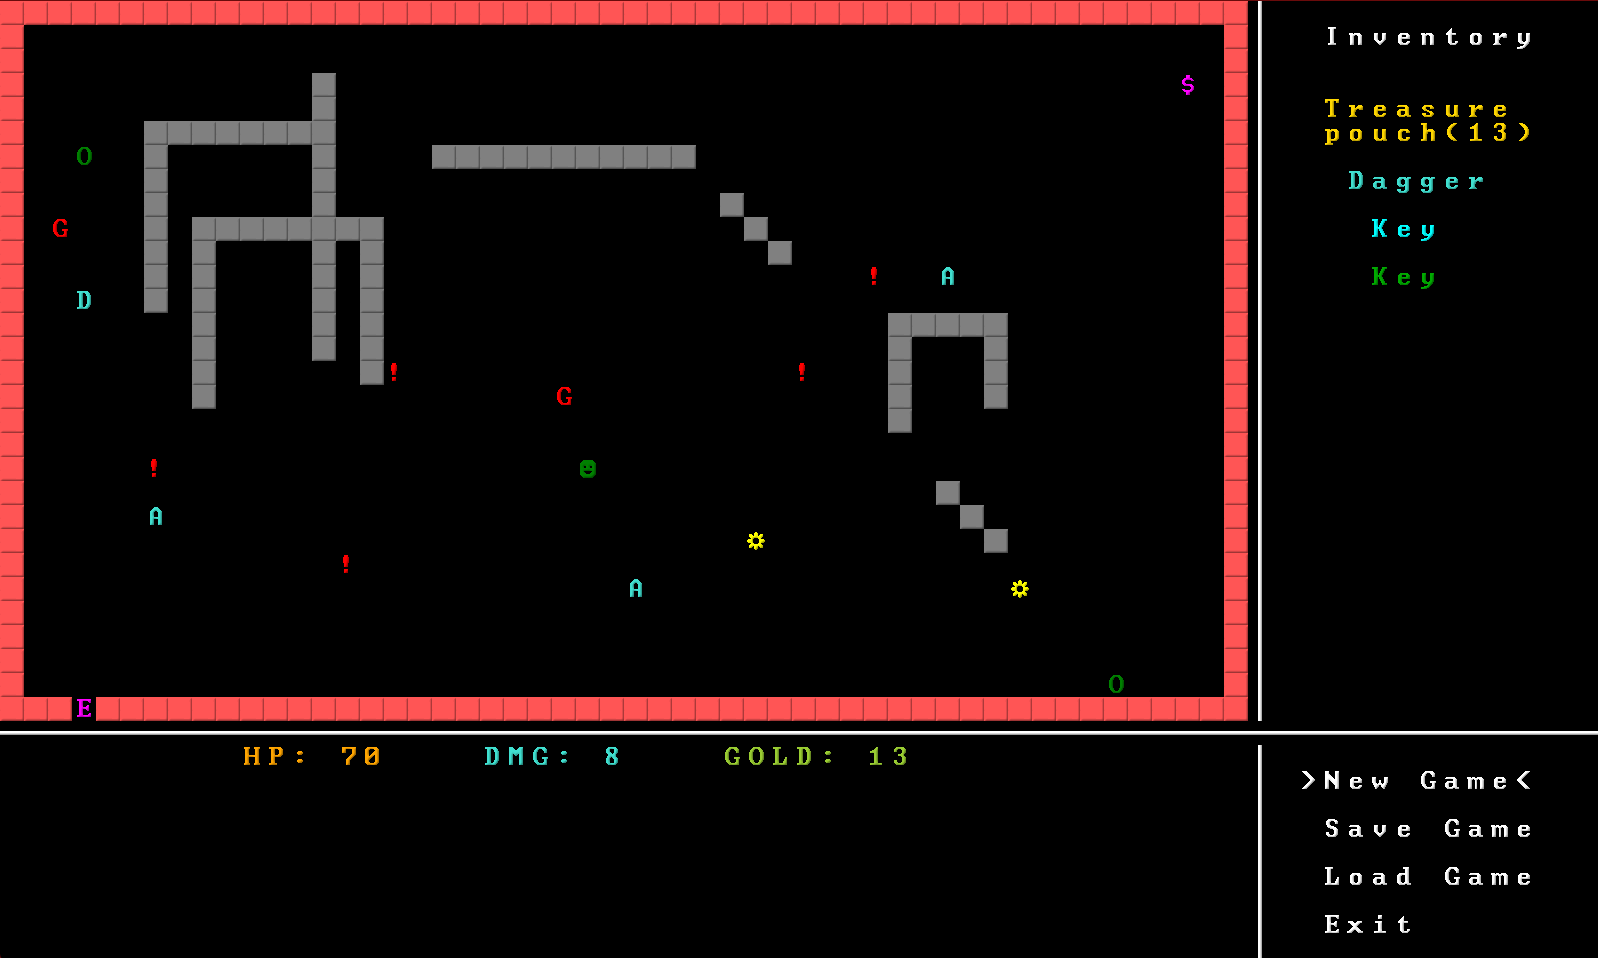 Inventory
$
Treasure
pouch(13)
O
Dagger
G
Key
! A
Key
D
! !
G
!
A
!
A
O
E
HP: 70 DMG: 8 GOLD: 13
>New Game<
Save Game
Load Game
Exit